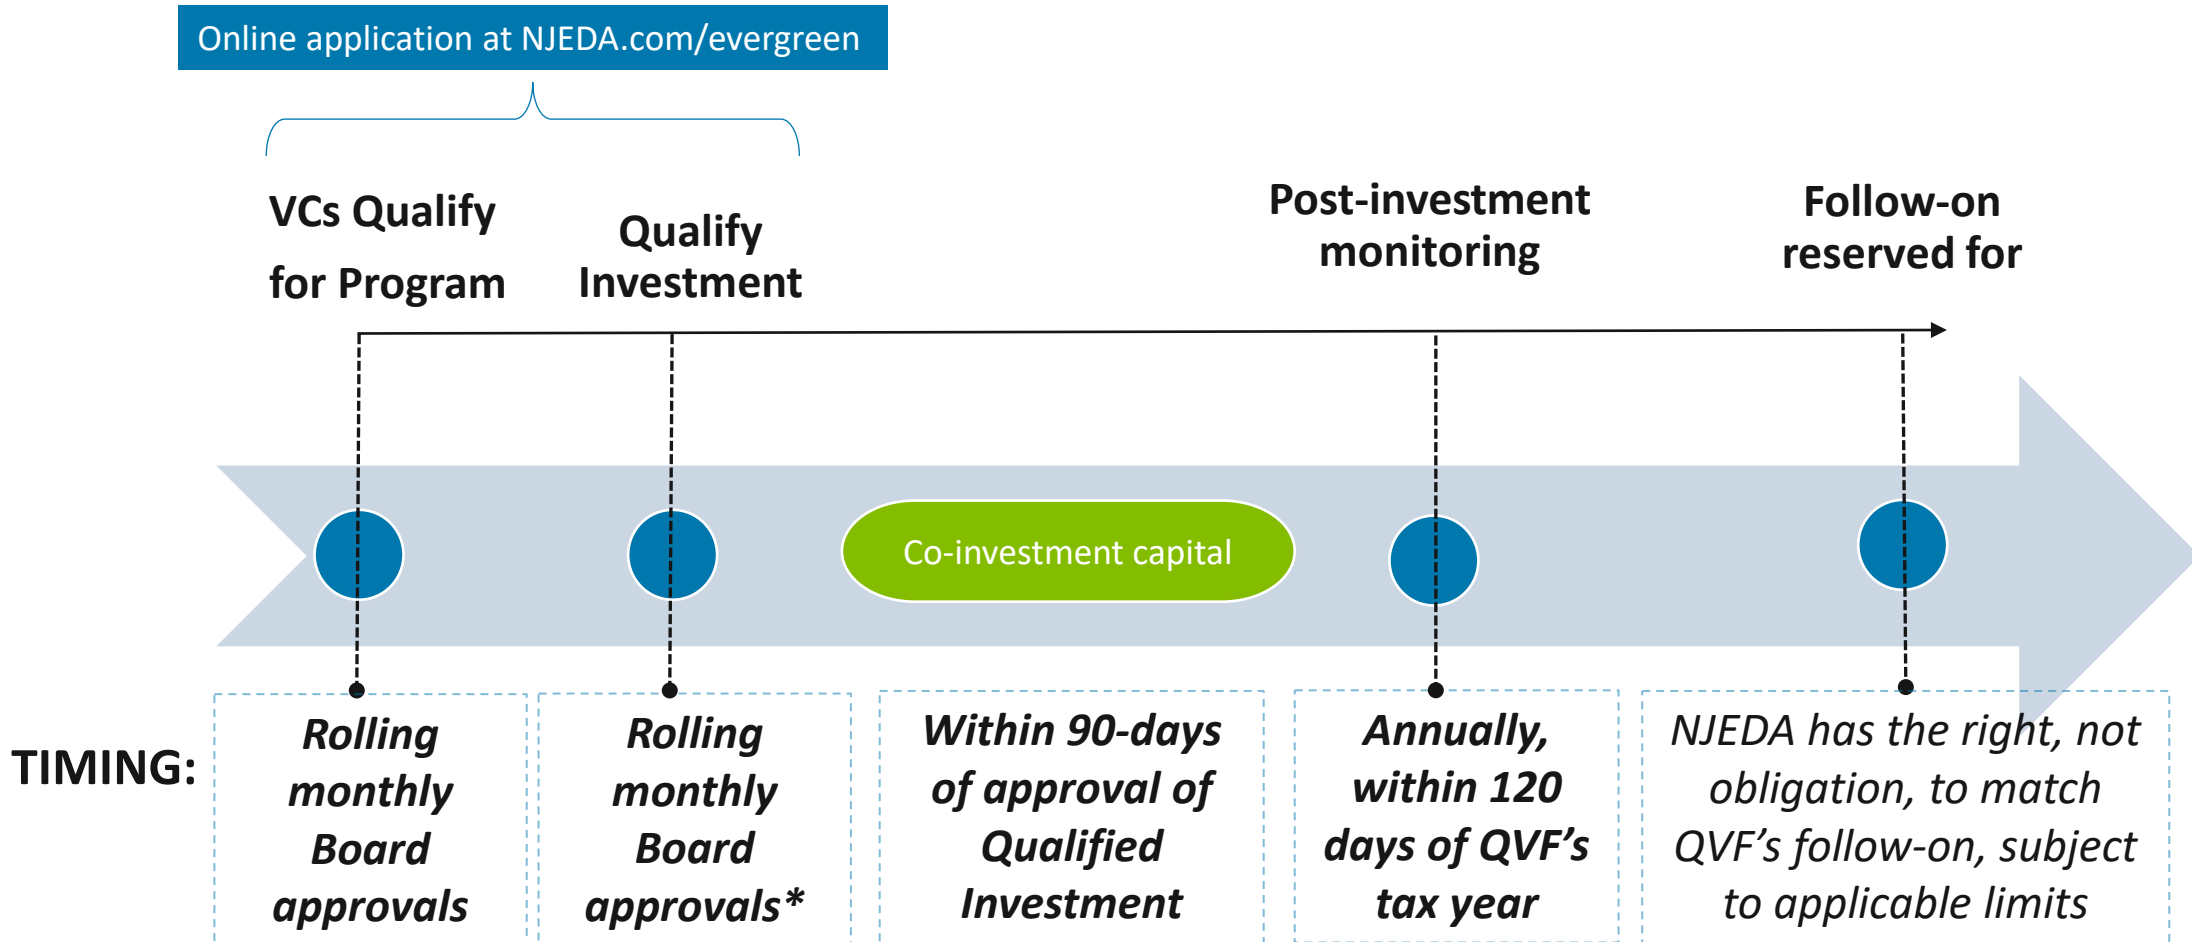 Online application at NJEDA.com/evergreen
VCs Qualify
for Program
Qualify
Investment
Post-investment
monitoring
Follow-on
reserved for
Co-investment capital
TIMING:
Rolling
monthly
Board
approvals
Rolling
monthly
Board
approvals*
Within 90-days
of approval of
Qualified
Investment
Annually,
within 120
days of QVF’s
tax year
NJEDA has the right, not
obligation, to match
QVF’s follow-on, subject
to applicable limits